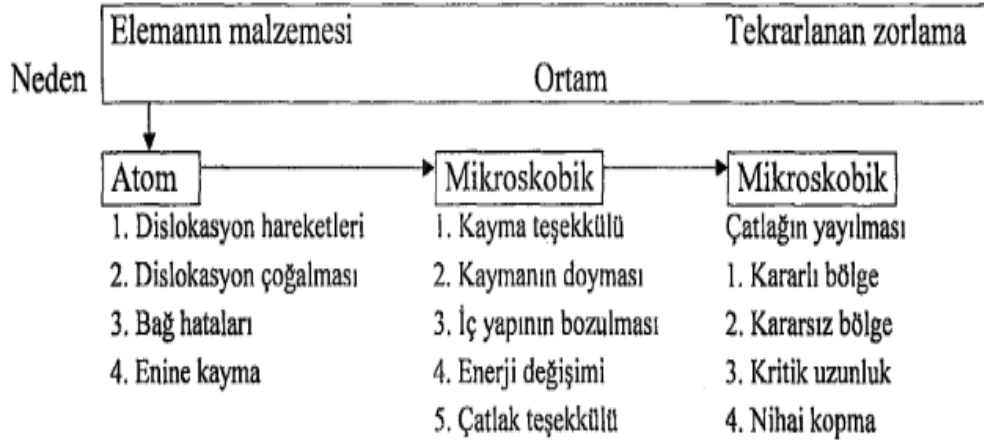 Elemanın malzemesi Tekrarlanan zorlama
Neden Ortam
Atom
1. Dislokasyon hareketleri
2. Dislokasyon çoğalması
3. Bağ hataları
4. Enine kayma
Mikroskobik
1. Kayma teşekkülü
2. Kaymanın doyması
3. İç yapının bozulması
4. Enerji değişimi
5. Çatlak teşekkülü
Mikroskobik
Çatlağın yayılması
1. Kararlı bölge
2. Kararsız bölge
3. Kritik uzunluk
4. Nihai kopma